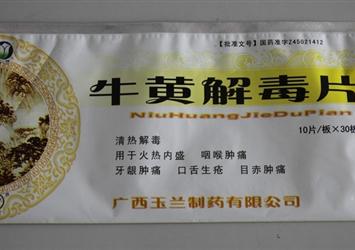 【批准文号】国药准字Z45021412
牛黄解毒片
NiuHuangJieDuPian
10片/板×30板
清热解毒
用于火热内盛 咽喉肿痛
牙龈肿痛 口舌生疮 目赤肿痛
广西玉兰制药有限公司